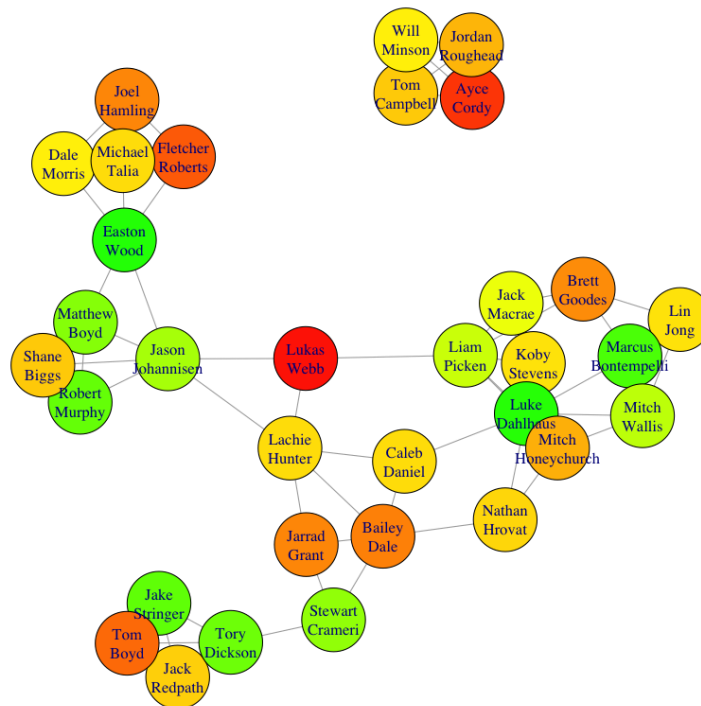 Will
Minson
Jordan
Roughead
Tom
Campbell
Ayce
Cordy
Joel
Hamling
Dale
Morris
Michael
Talia
Fletcher
Roberts
Easton
Wood
Matthew
Boyd
Shane
Biggs
Robert
Murphy
Jason
Johannisen
Lukas
Webb
Liam
Picken
Jack
Macrae
Brett
Goodes
Lin
Jong
Koby
Stevens
Marcus
Bontempelli
Luke
Dahlhaus
Mitch
Wallis
Mitch
Honeychurch
Lachie
Hunter
Caleb
Daniel
Nathan
Hrovat
Jarrad
Grant
Bailey
Dale
Stewart
Crameri
Jake
Stringer
Tom
Boyd
Tory
Dickson
Jack
Redpath